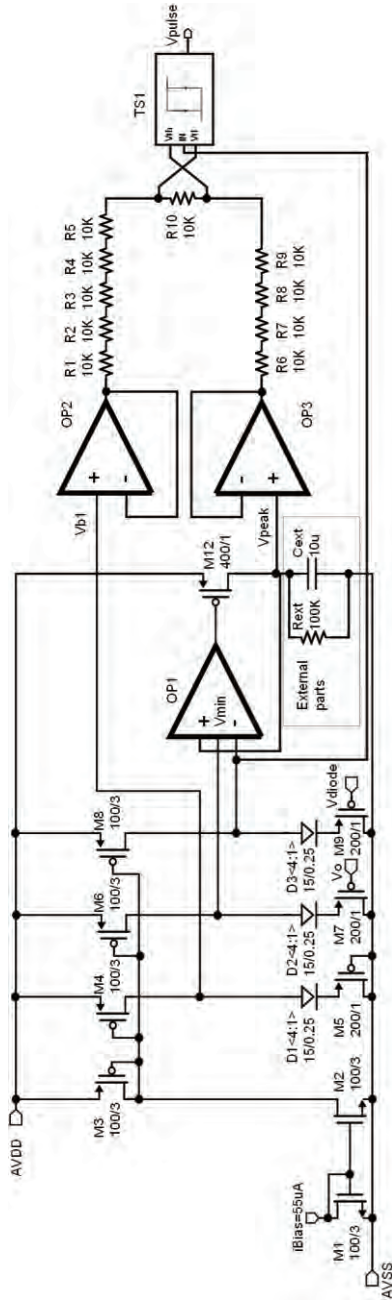 AVDD
M3
100/3
M4
100/3
M6
100/3
M8
100/3
iBias=55uA
M1
100/3
M2
100/3
AVSS
D1<4:1>
15/0.25
M5
200/1
D2<4:1>
15/0.25
Vo
M7
200/1
D3<4:1>
15/0.25
Vdiode
M9
200/1
OP1
+
Vmin
-
M12
400/1
Vb1
Vpeak
External
parts
Rext
100K
Cext
10u
OP2
+
-
OP3
-
+
R1
10K
R2
10K
R3
10K
R4
10K
R5
10K
R6
10K
R7
10K
R8
10K
R9
10K
R10
10K
TS1
Vth
IN
Vtl
Vpulse